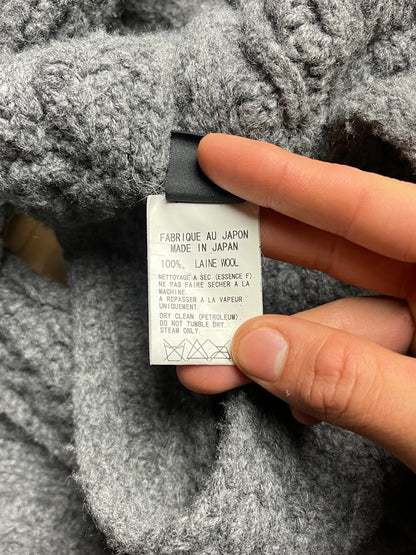 FABRIQUE AU JAPON
MADE IN JAPAN
100% LAINE WOOL
NETTOYAGE A SEC (ESSENCE F).
NE PAS FAIRE SECHER A LA
MACHINE.
A REPASSER A LA VAPEUR
UNIQUEMENT.
DRY CLEAN (PETROLEUM)
DO NOT TUMBLE DRY.
STEAM ONLY.